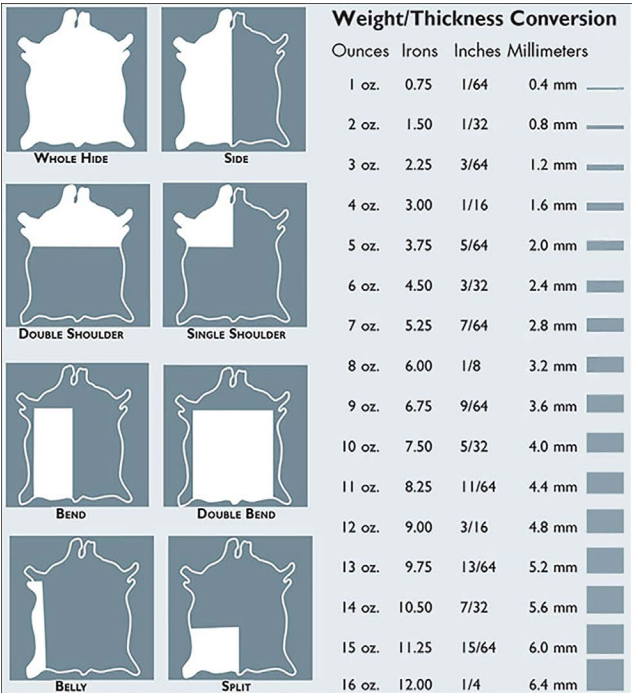 Weight/Thickness Conversion
Ounces Irons Inches Millimeters
1 oz. 0.75 1/64 0.4 mm
2 oz. 1.50 1/32 0.8 mm
3 oz. 2.25 3/64 1.2 mm
4 oz. 3.00 1/16 1.6 mm
5 oz. 3.75 5/64 2.0 mm
6 oz. 4.50 3/32 2.4 mm
7 oz. 5.25 7/64 2.8 mm
8 oz. 6.00 1/8 3.2 mm
9 oz. 6.75 9/64 3.6 mm
10 oz. 7.50 5/32 4.0 mm
11 oz. 8.25 11/64 4.4 mm
12 oz. 9.00 3/16 4.8 mm
13 oz. 9.75 13/64 5.2 mm
14 oz. 10.50 7/32 5.6 mm
15 oz. 11.25 15/64 6.0 mm
16 oz. 12.00 1/4 6.4 mm
WHOLE HIDE
SIDE
DOUBLE SHOULDER
SINGLE SHOULDER
BEND
DOUBLE BEND
BELLY
SPLIT